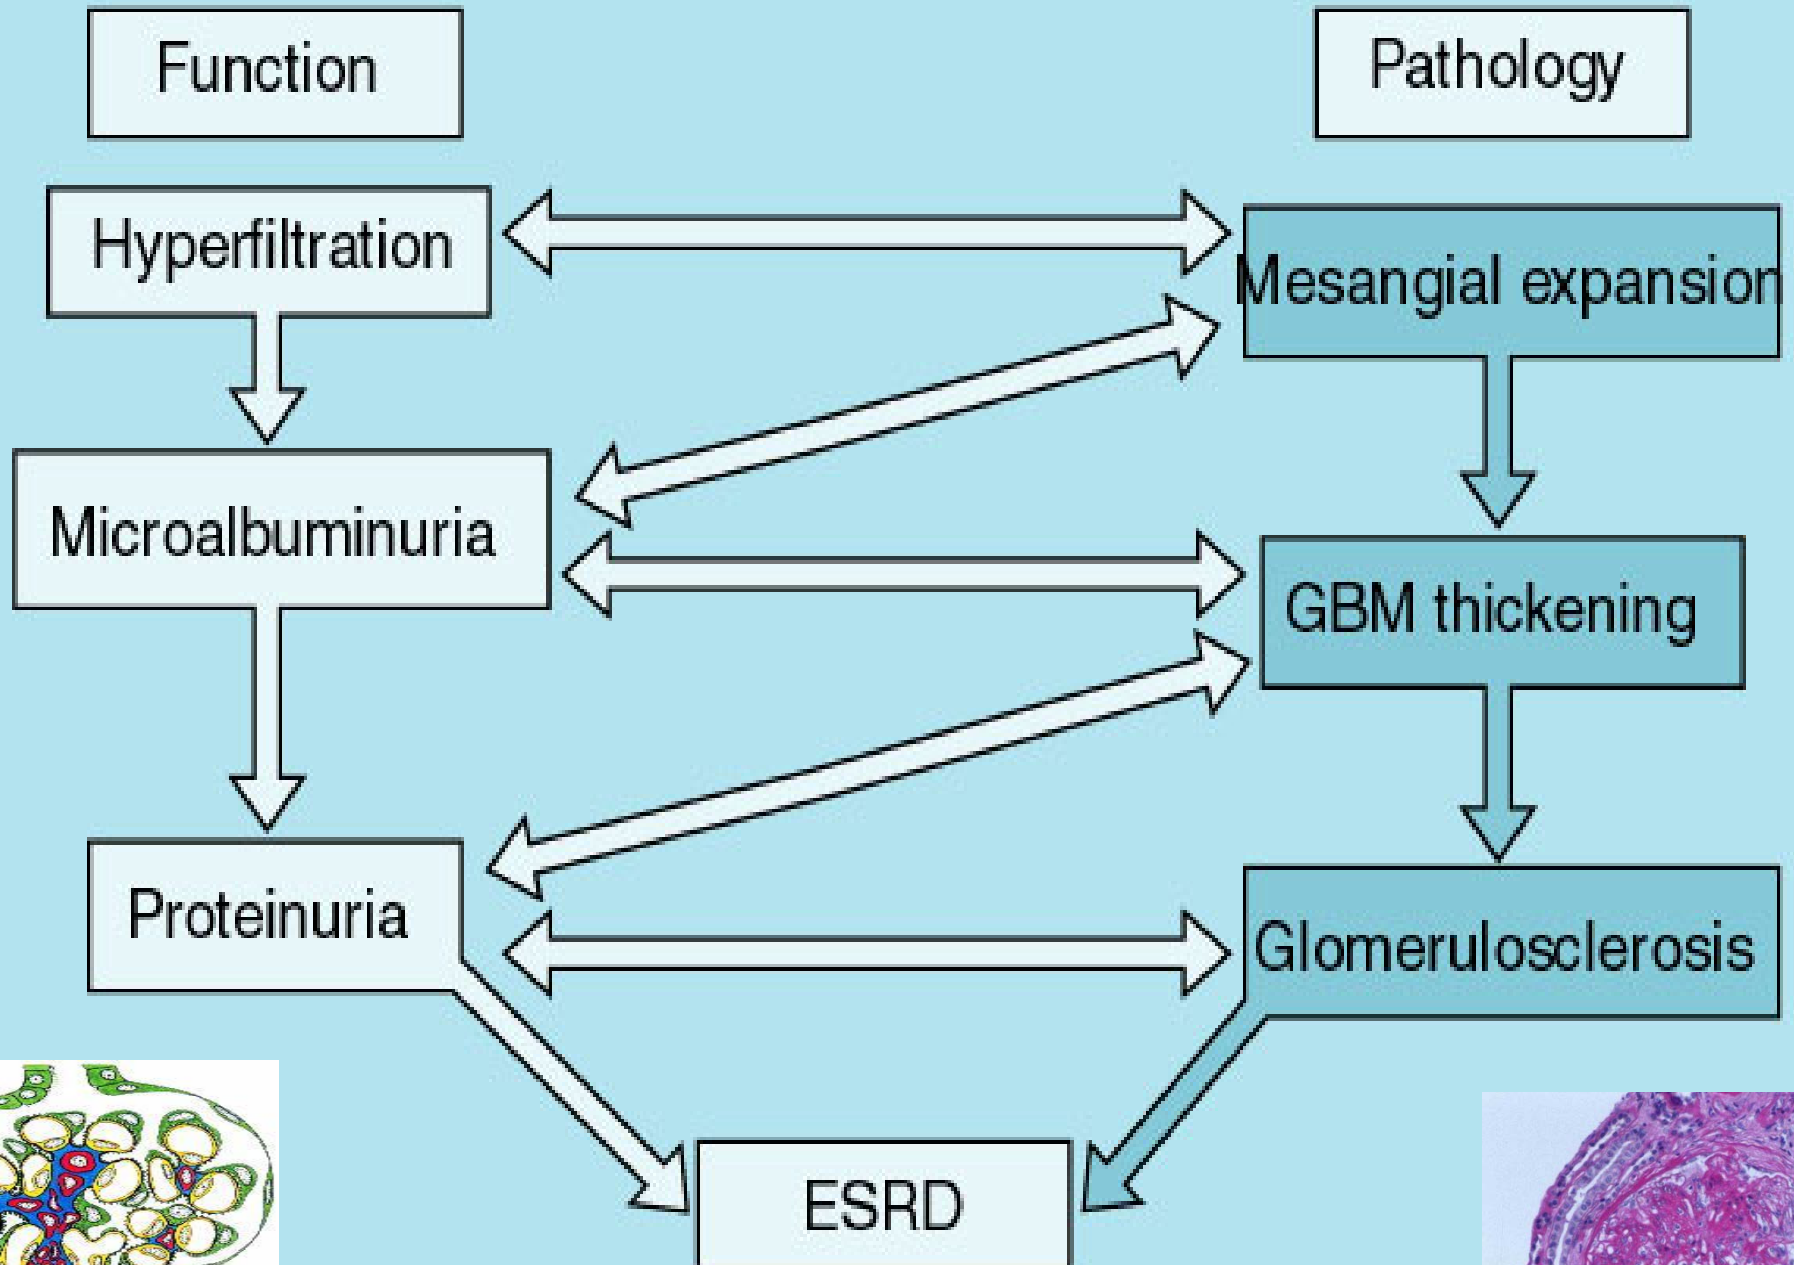 Function
Pathology
Hyperfiltration
Mesangial expansion
Microalbuminuria
GBM thickening
Proteinuria
Glomerulosclerosis
ESRD